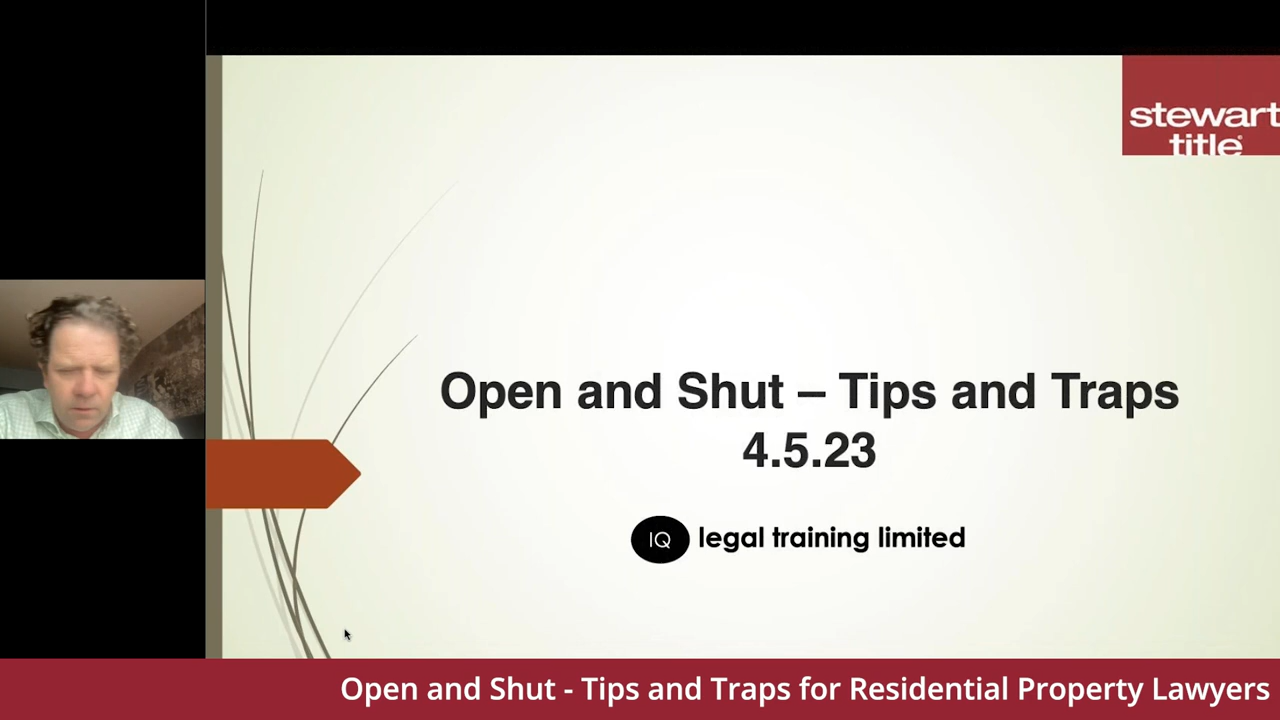 stewart
title
Open and Shut – Tips and Traps
4.5.23
IQ legal training limited
Open and Shut - Tips and Traps for Residential Property Lawyers